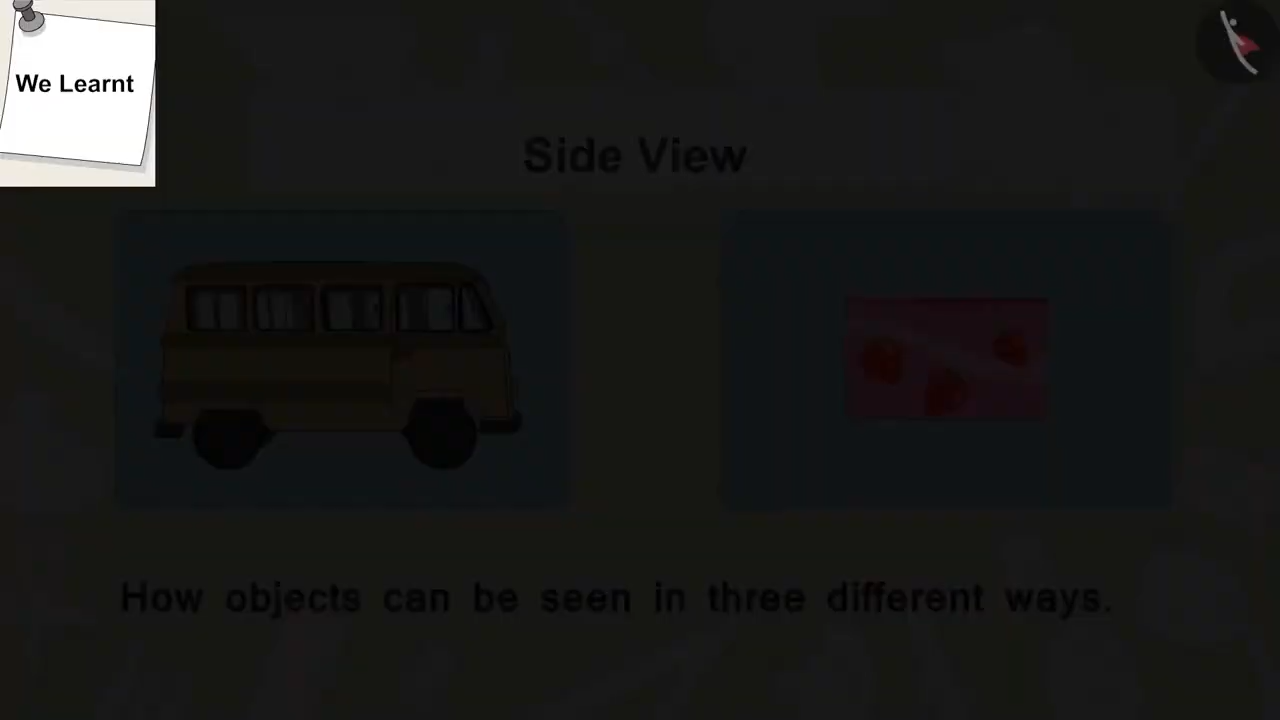 We Learnt
Side View
How objects can be seen in three different ways.